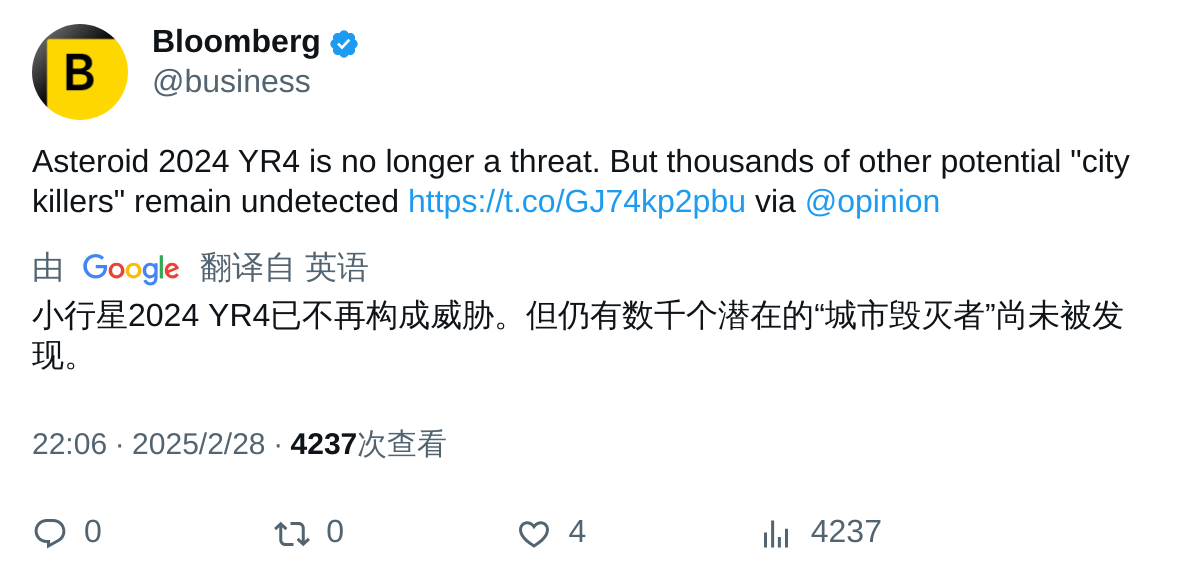 B
Bloomberg
@business
Asteroid 2024 YR4 is no longer a threat. But thousands of other potential "city
killers" remain undetected https://t.co/GJ74kp2pbu via @opinion
由 Google 翻译自 英语
小行星2024 YR4已不再构成威胁。但仍有数千个潜在的“城市毁灭者”尚未被发
现。
22:06 · 2025/2/28 · 4237次查看
0 0 4 4237